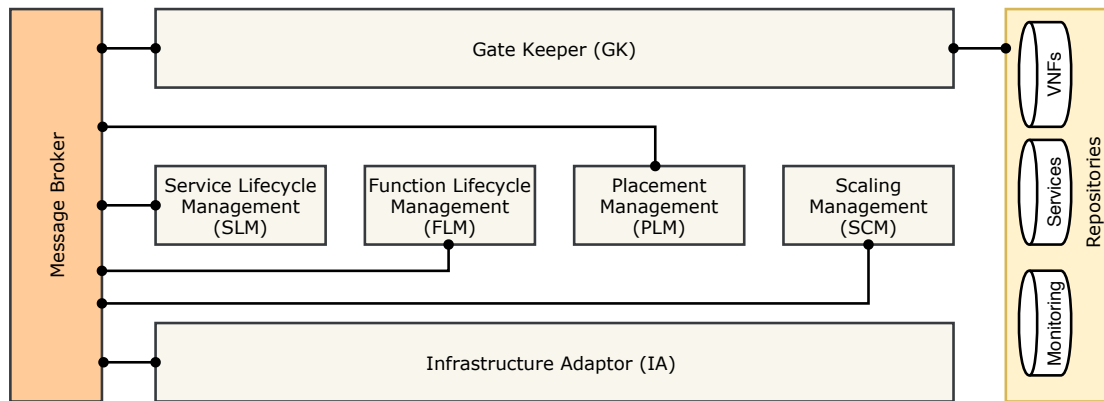 Message Broker
Gate Keeper (GK)
Service Lifecycle
Management
(SLM)
Function Lifecycle
Management
(FLM)
Placement
Management
(PLM)
Scaling
Management
(SCM)
Infrastructure Adaptor (IA)
VNFs
Services
Monitoring
Repositories